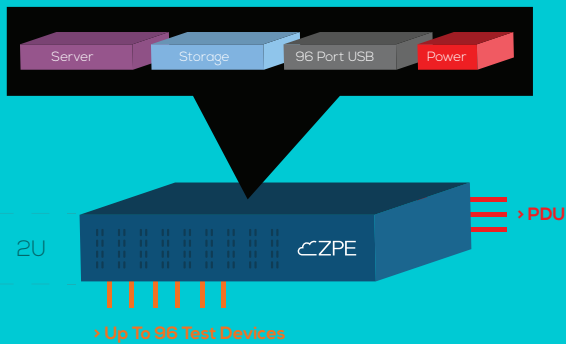 Server
Storage
96 Port USB
Power
ZPE
> PDU
2U
> Up To 96 Test Devices